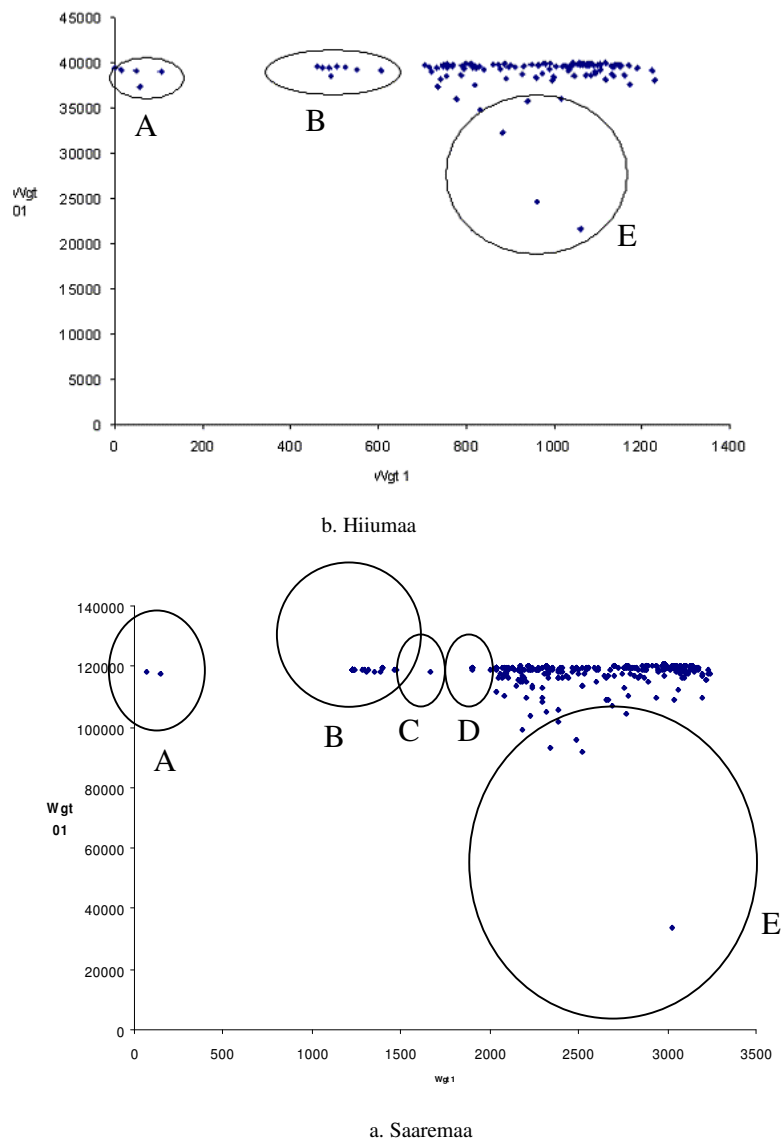 45000
40000
35000
30000
25000
20000
15000
10000
5000
0
Wgt
01
A
B
E
0 200 400 600 800 1000 1200 1400
Wgt 1
b. Hiiumaa
140000
120000
100000
80000
60000
40000
20000
0
Wgt
01
A
B
C
D
E
0 500 1000 1500 2000 2500 3000 3500
Wgt 1
a. Saaremaa